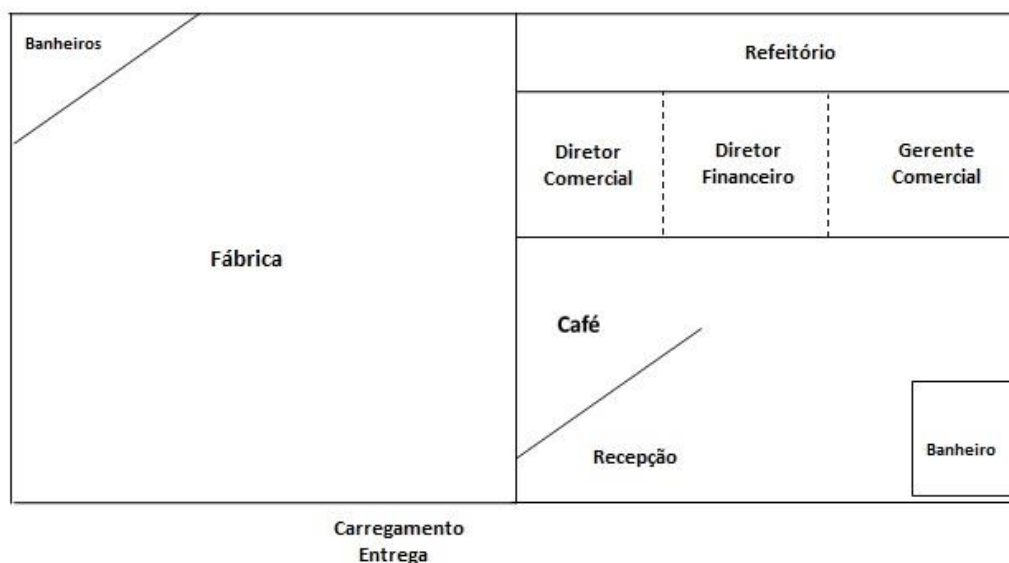 Banheiros
Refeitório
Diretor
Comercial
Diretor
Financeiro
Gerente
Comercial
Fábrica
Café
Recepção
Banheiro
Carregamento
Entrega